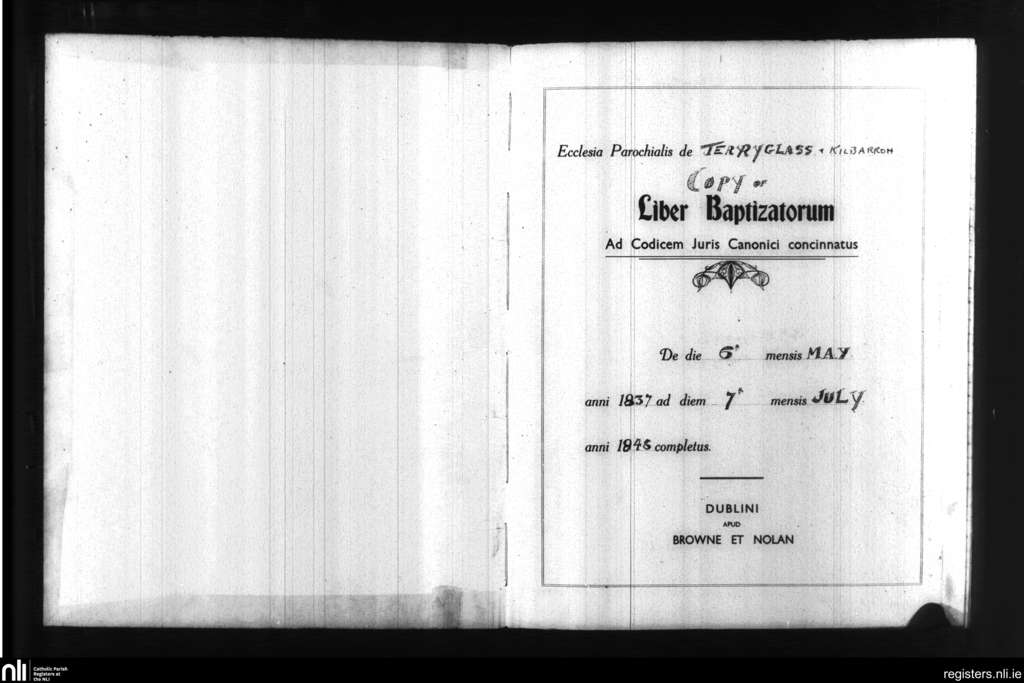 Ecclesia Parochialis de TERRYGLASS + KILBARRON
COPY OF
Liber Baptizatorum
Ad Codicem Juris Canonici concinnatus
De die 6th mensis MAY
anni 1837 ad diem 7th mensis JULY
anni 1846 completus.
DUBLINI
APUD
BROWNE ET NOLAN
nli
Catholic Parish
Registers at
the NLI
registers.nli.ie